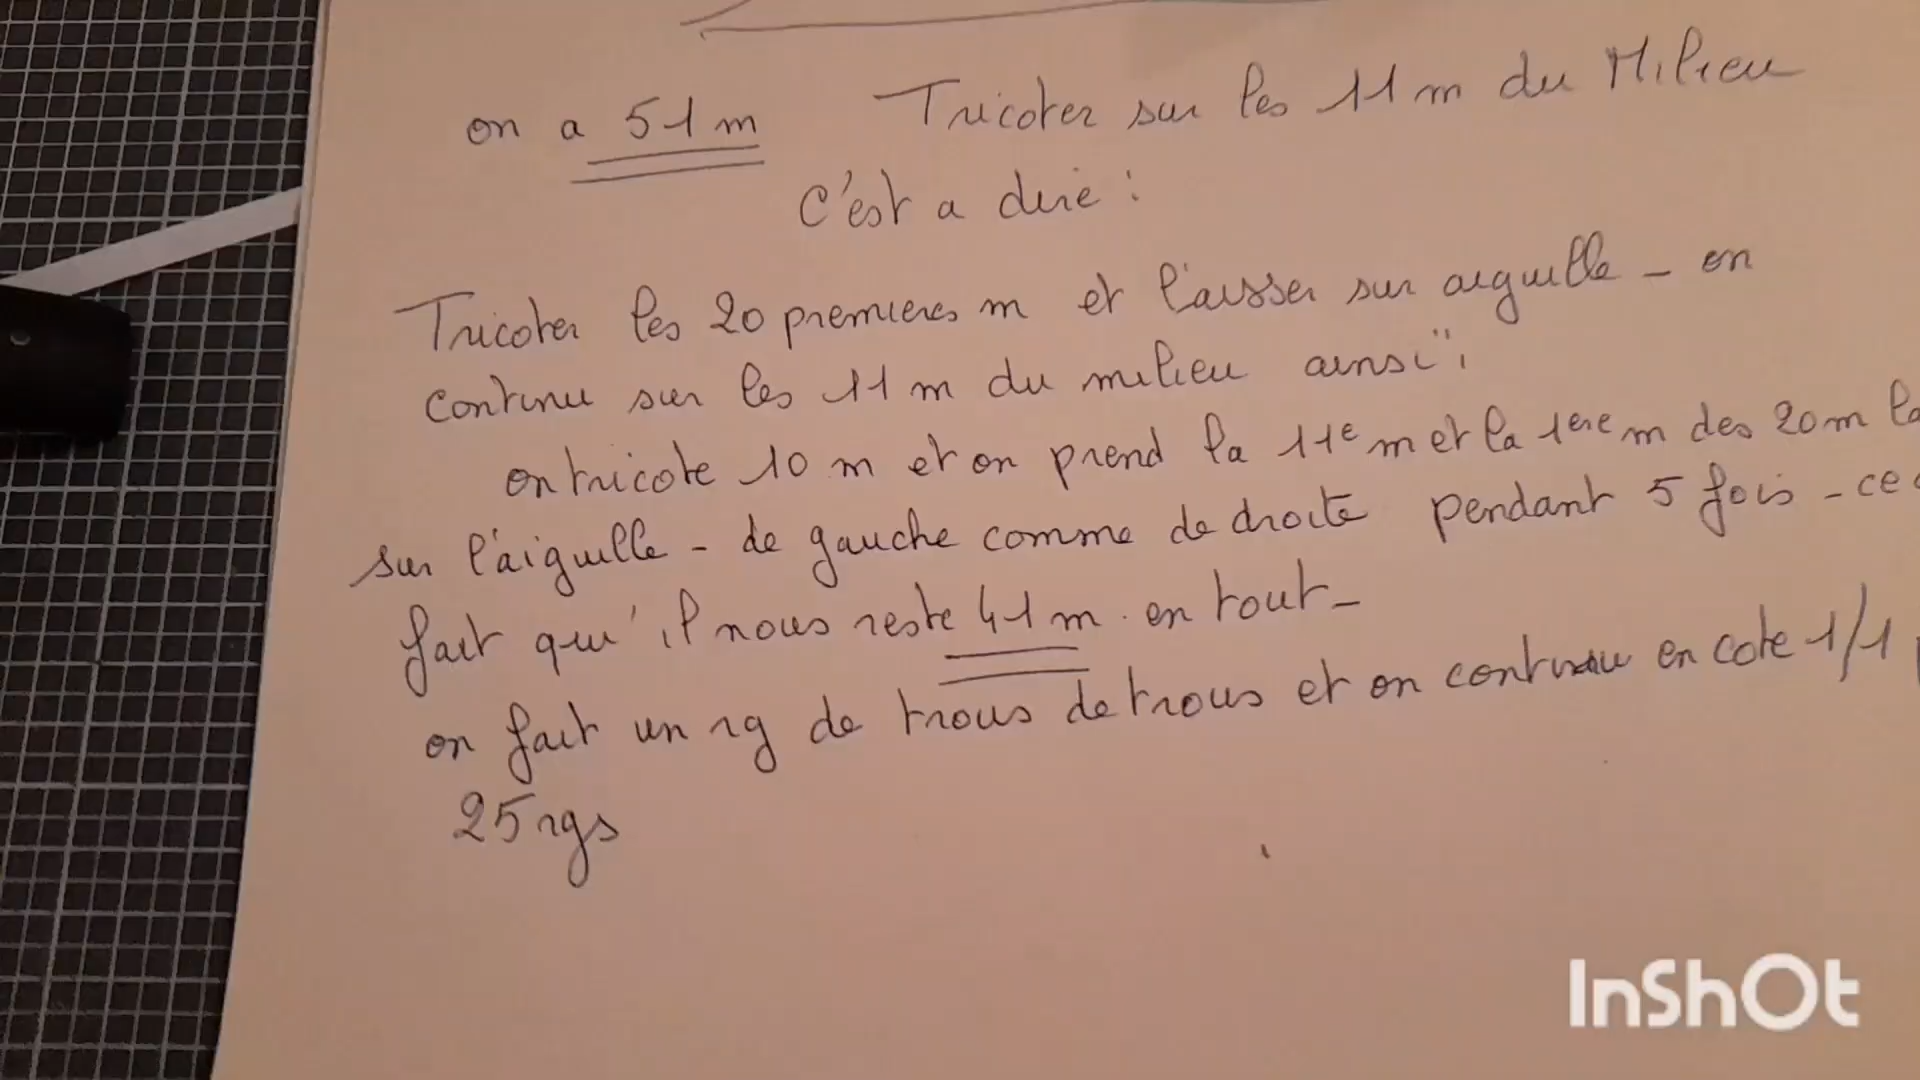 on a 51 m Tricoter sur les 11 m du Milieu
C'est a dire :
Tricoter les 20 premieres m et laisser sur aiguille - on
continu sur les 11 m du milieu ainsi :
on tricote 10 m et on prend la 11e m et la 1ere m des 20 m
sur l'aiguille - de gauche comme de droite pendant 5 fois - ce
fait qu'il nous reste 41 m. en tout -
on fait un rg de trous de trous et on continu en cote 1/1
25 rgs
InShOt